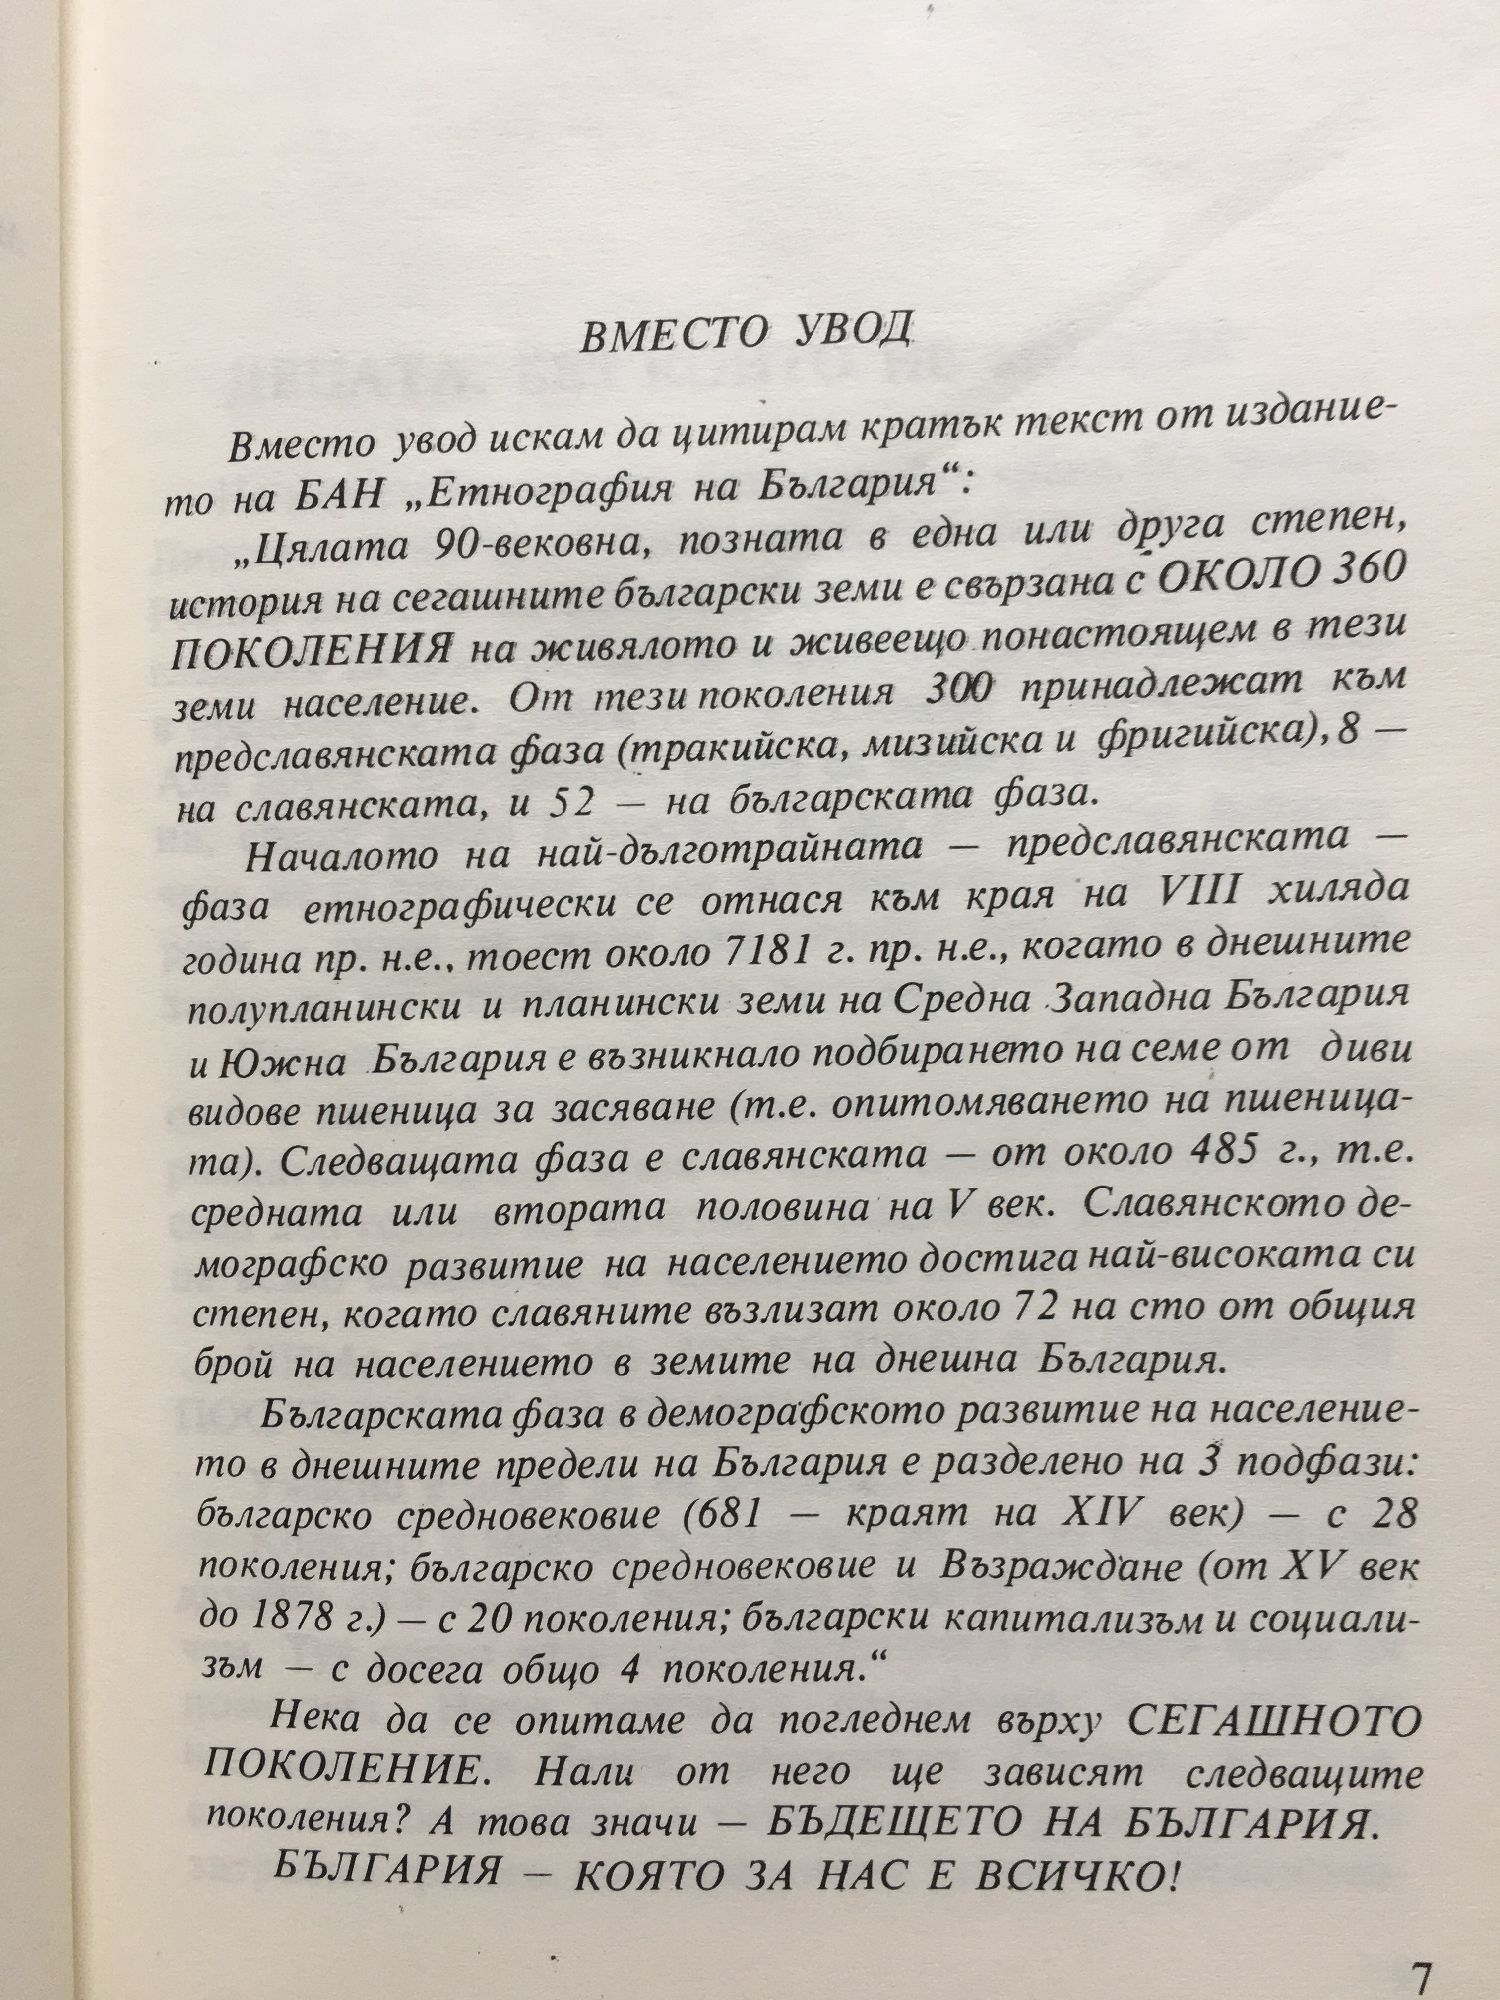 ВМЕСТО УВОД
Вместо увод искам да цитирам кратък текст от издание-
то на БАН „Етнография на България“:
„Цялата 90-вековна, позната в една или друга степен,
история на сегашните български земи е свързана с ОКОЛО 360
ПОКОЛЕНИЯ на живялото и живеещо понастоящем в тези
земи население. От тези поколения 300 принадлежат към
предславянската фаза (тракийска, мизийска и фригийска), 8 —
на славянската, и 52 — на българската фаза.
Началото на най-дълготрайната — предславянската —
фаза етнографически се отнася към края на VIII хиляда
година пр. н.е., тоест около 7181 г. пр. н.е., когато в днешните
полупланински и планински земи на Средна Западна България
и Южна България е възникнало подбирането на семе от диви
видове пшеница за засяване (т.е. опитомяването на пшеница-
та). Следващата фаза е славянската — от около 485 г., т.е.
средната или втората половина на V век. Славянското де-
мографско развитие на населението достига най-високата си
степен, когато славяните възлизат около 72 на сто от общия
брой на населението в земите на днешна България.
Българската фаза в демографското развитие на население-
то в днешните предели на България е разделено на 3 подфази:
българско средновековие (681 — краят на XIV век) — с 28
поколения; българско средновековие и Възраждане (от XV век
до 1878 г.) — с 20 поколения; български капитализъм и социали-
зъм — с досега общо 4 поколения.“
Нека да се опитаме да погледнем върху СЕГАШНОТО
ПОКОЛЕНИЕ. Нали от него ще зависят следващите
поколения? А това значи — БЪДЕЩЕТО НА БЪЛГАРИЯ.
БЪЛГАРИЯ — КОЯТО ЗА НАС Е ВСИЧКО!
7